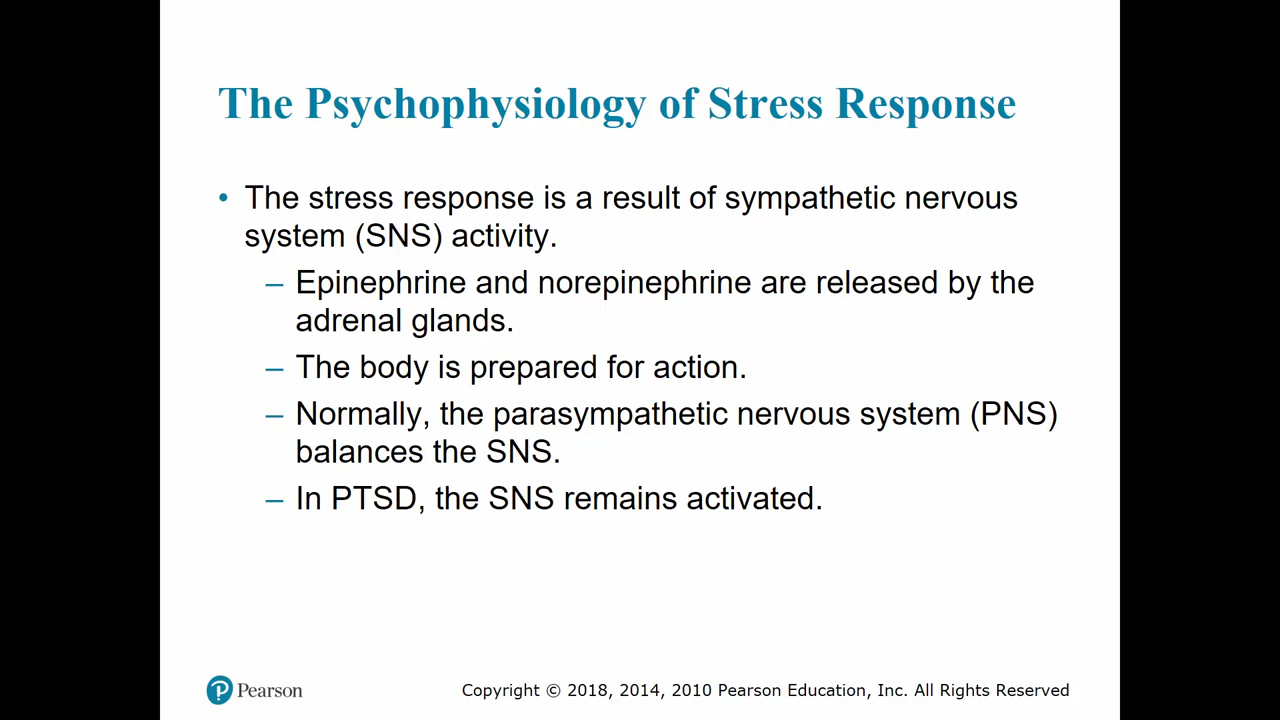 The Psychophysiology of Stress Response
• The stress response is a result of sympathetic nervous
system (SNS) activity.
– Epinephrine and norepinephrine are released by the
adrenal glands.
– The body is prepared for action.
– Normally, the parasympathetic nervous system (PNS)
balances the SNS.
– In PTSD, the SNS remains activated.
P Pearson
Copyright © 2018, 2014, 2010 Pearson Education, Inc. All Rights Reserved